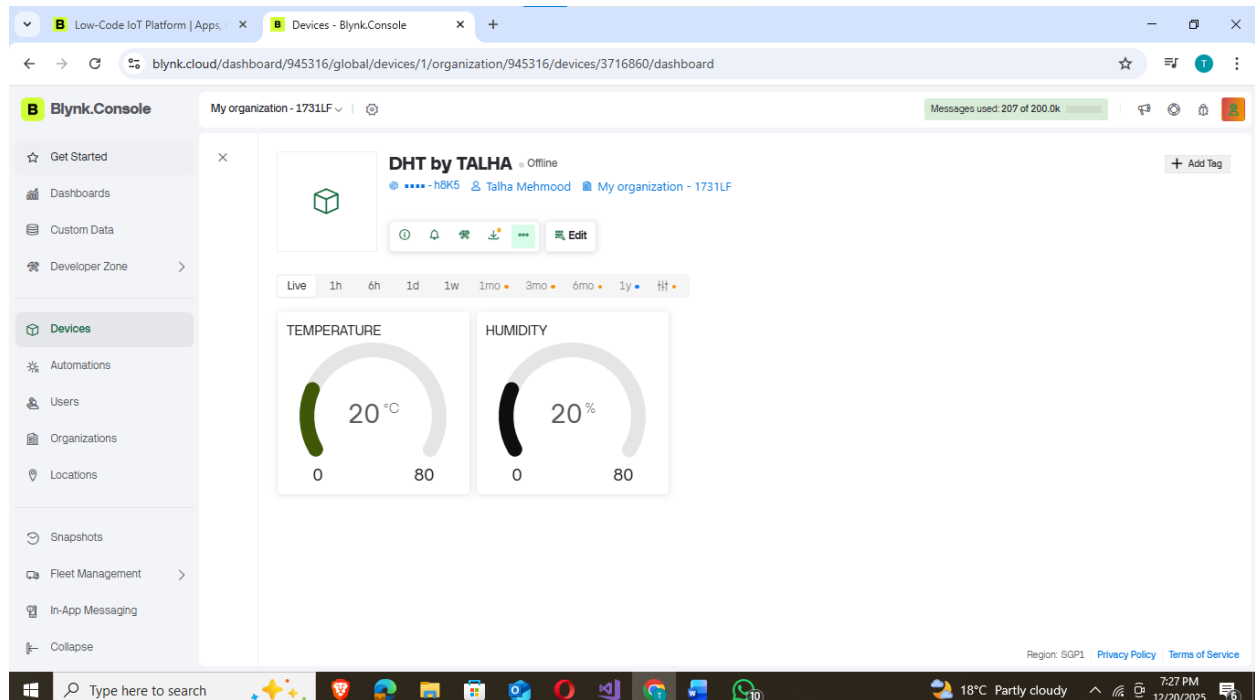 Low-Code IoT Platform | Apps,
Devices - Blynk.Console
blynk.cloud/dashboard/945316/global/devices/1/organization/945316/devices/3716860/dashboard
T
B Blynk.Console
My organization - 1731LF
Messages used: 207 of 200.0k
Get Started
Dashboards
Custom Data
Developer Zone
Devices
Automations
Users
Organizations
Locations
Snapshots
Fleet Management
In-App Messaging
Collapse
DHT by TALHA
Offline
•••• - h8K5 Talha Mehmood My organization - 1731LF
Add Tag
Edit
Live 1h 6h 1d 1w 1mo 3mo 6mo 1y
TEMPERATURE
20 °C
0 80
HUMIDITY
20 %
0 80
Region: SGP1 Privacy Policy Terms of Service
Type here to search
10
18°C Partly cloudy
7:27 PM
12/20/2025
6